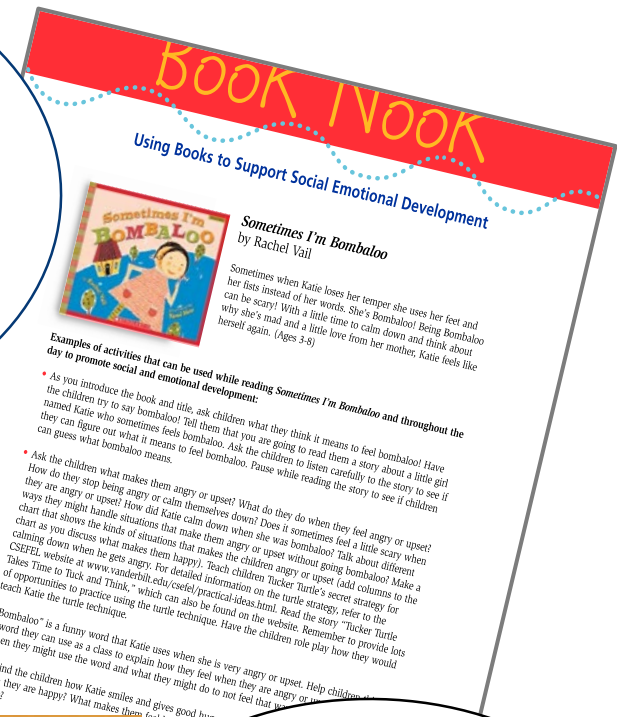 BOOK NOOK
Using Books to Support Social Emotional Development
Sometimes I'm
BOMBALOO
Sometimes I'm Bombaloo
by Rachel Vail
Sometimes when Katie loses her temper she uses her feet and
her fists instead of her words. She's Bombaloo! Being Bombaloo
can be scary! With a little time to calm down and think about
why she's mad and a little love from her mother, Katie feels like
herself again. (Ages 3-8)
Examples of activities that can be used while reading Sometimes I'm Bombaloo and throughout the
day to promote social and emotional development:
• As you introduce the book and title, ask children what they think it means to feel bombaloo! Have
the children try to say bombaloo! Tell them that you are going to read them a story about a little girl
named Katie who sometimes feels bombaloo. Ask the children to listen carefully to the story to see if
they can figure out what it means to feel bombaloo. Pause while reading the story to see if children
can guess what bombaloo means.
• Ask the children what makes them angry or upset? What do they do when they feel angry or upset?
How do they stop being angry or calm themselves down? Does it sometimes feel a little scary when
they are angry or upset? How did Katie calm down when she was bombaloo? Talk about different
ways they might handle situations that make them angry or upset without going bombaloo? Make a
chart that shows the kinds of situations that makes the children angry or upset (add columns to the
chart as you discuss what makes them happy). Teach children Tucker Turtle's secret strategy for
calming down when he gets angry. For detailed information on the turtle strategy, refer to the
CSEFEL website at www.vanderbilt.edu/csefel/practical-ideas.html. Read the story "Tucker Turtle
Takes Time to Tuck and Think," which can also be found on the website. Remember to provide lots
of opportunities to practice using the turtle technique. Have the children role play how they would
teach Katie the turtle technique.
Bombaloo" is a funny word that Katie uses when she is very angry or upset. Help children
word they can use as a class to explain how they feel when they are angry or
en they might use the word and what they might do to not feel that
ind the children how Katie smiles and gives good
they are happy? What makes them
?